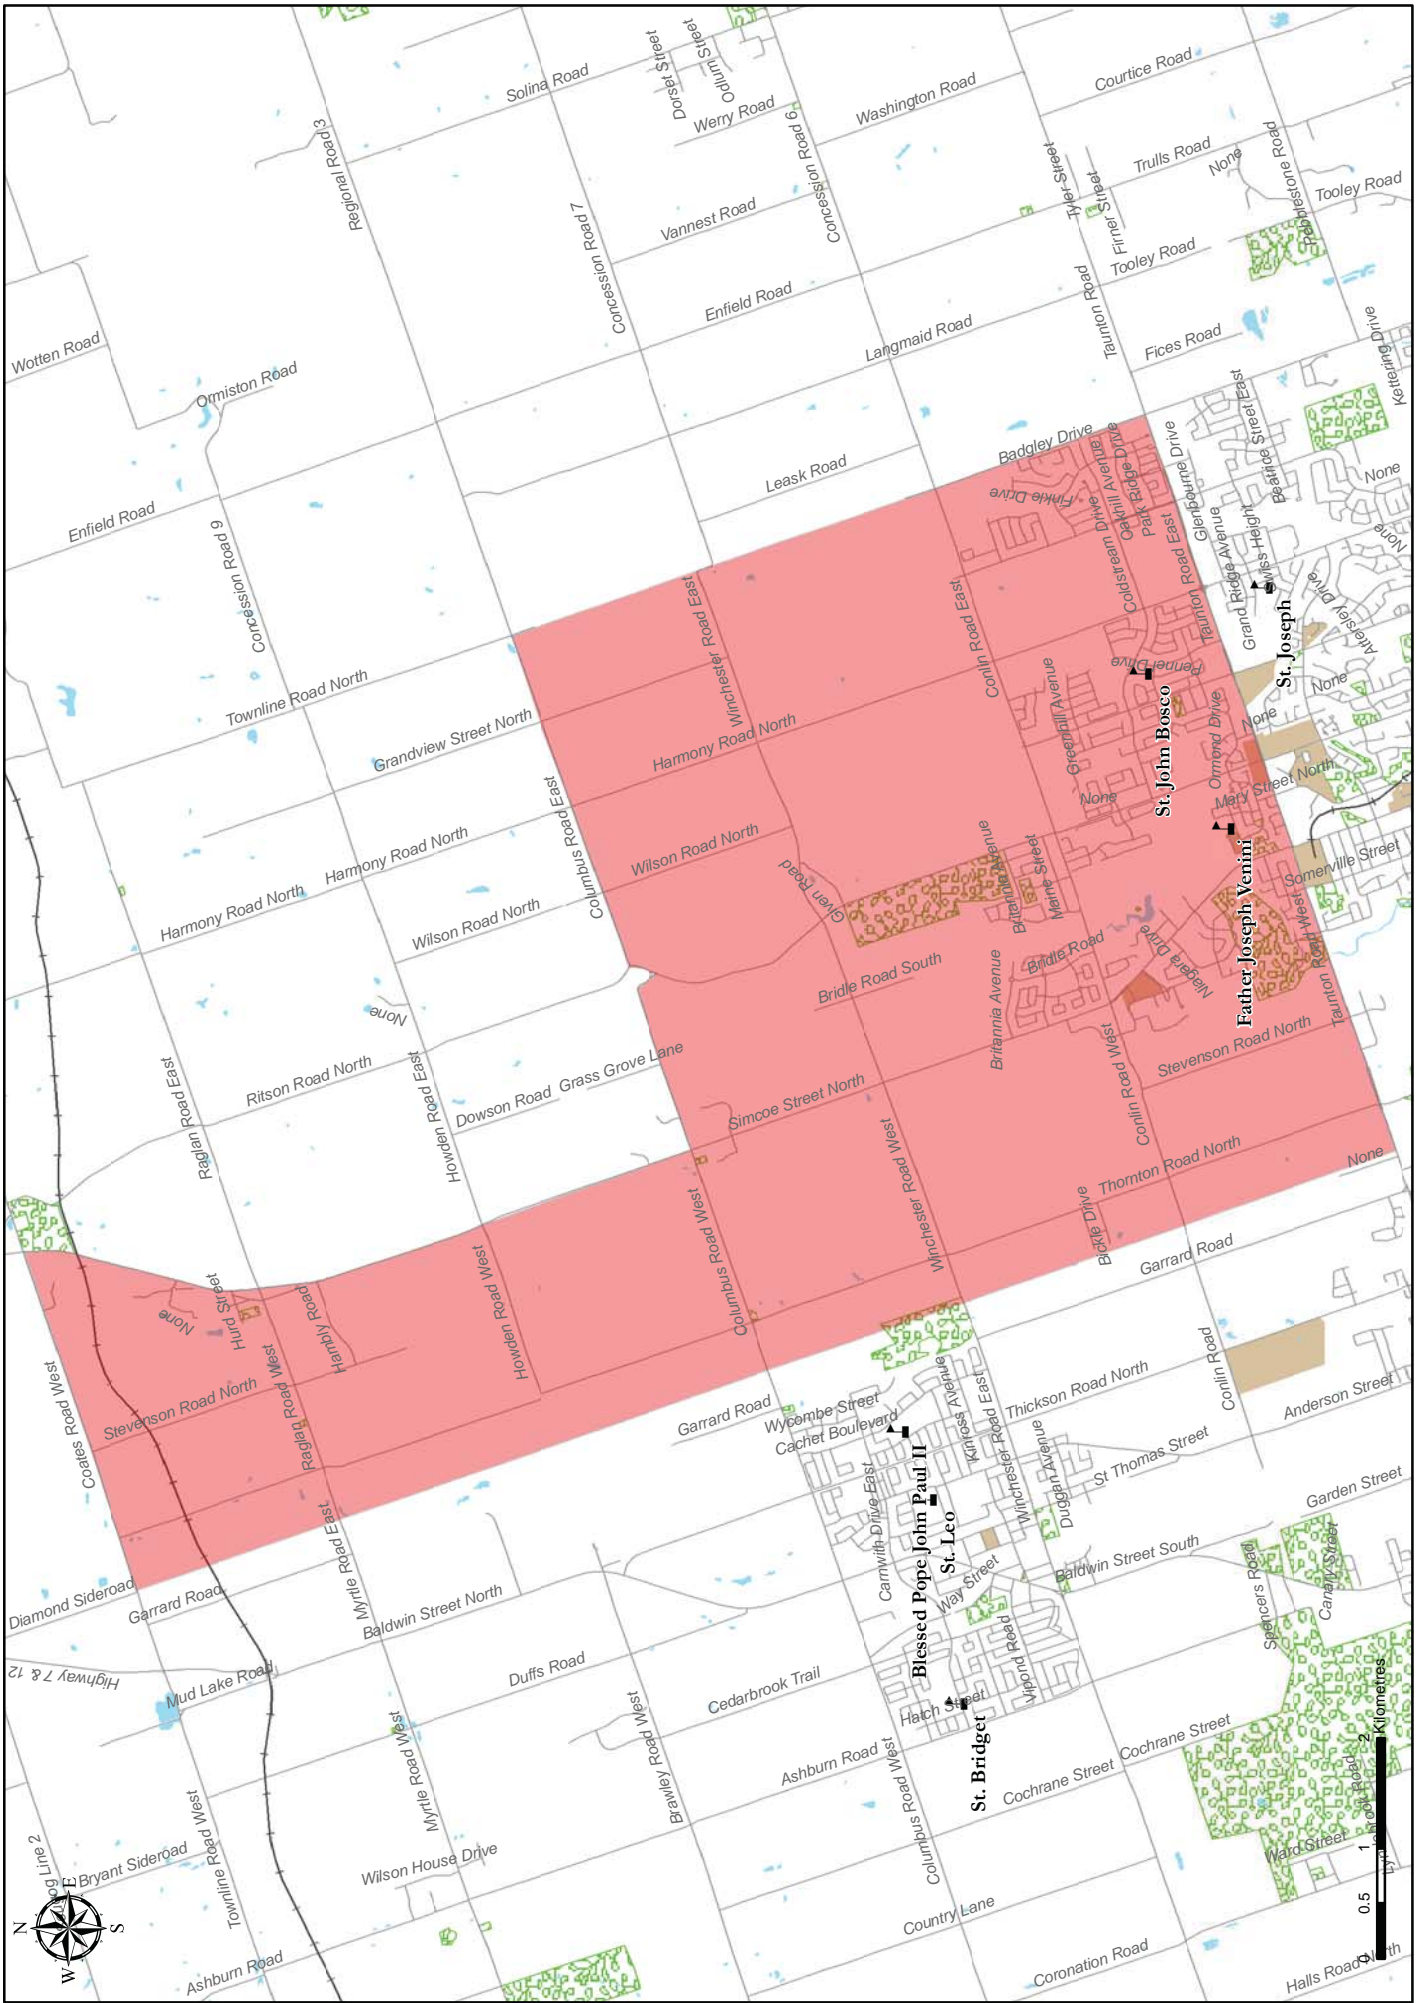 Solina Road
Dorset Street
Odlum Street
Werry Road
Concession Road 6
Washington Road
Courtice Road
Regional Road 3
Concession Road 7
Vannest Road
Tyler Street
Firner Street
Trulls Road
None
Pebblestone Road
Tooley Road
Tooley Road
Wotten Road
Ormiston Road
Enfield Road
Langmaid Road
Taunton Road
Fices Road
Kettering Drive
Enfield Road
Concession Road 9
Leask Road
Badgley Drive
Finkle Drive
Coldstream Drive
Oakhill Avenue
Park Ridge Drive
Glenbourne Drive
Beatrice Street East
None
None
Townline Road North
Grandview Street North
Winchester Road East
Conlin Road East
Taunton Road East
Grand Ridge Avenue
Swiss Height
St. Joseph
Attersley Drive
None
Harmony Road North
Greenhill Avenue
Pennel Drive
St. John Bosco
Ormond Drive
None
Columbus Road East
Harmony Road North
Harmony Road North
Wilson Road North
Wilson Road North
Given Road
Britannia Avenue
Maine Street
None
Mary Street North
Somerville Street
Father Joseph Venini
Taunton Road West
None
Bridle Road South
Britannia Avenue
Bridle Road
Niagara Drive
Raglan Road East
Ritson Road North
Howden Road East
Dowson Road
Grass Grove Lane
Simcoe Street North
Conlin Road West
Stevenson Road North
Winchester Road West
Thornton Road North
Bickle Drive
None
Garrard Road
None
Hurd Street
Hambly Road
Howden Road West
Columbus Road West
Coates Road West
Stevenson Road North
Raglan Road West
Garrard Road
Wycombe Street
Cachet Boulevard
Kinross Avenue
Winchester Road East
Thickson Road North
Conlin Road
Anderson Street
Carnwith Drive East
Blessed Pope John Paul II
St. Leo
Winchester Road East
Duggan Avenue
St Thomas Street
Garden Street
Diamond Sideroad
Garrard Road
Myrtle Road East
Baldwin Street North
Way Street
Baldwin Street South
Spencers Road
Canary Street
Highway 7 & 12
Mud Lake Road
Duffs Road
Cedarbrook Trail
Hatch Street
Vipond Road
St. Bridget
Myrtle Road West
Brawley Road West
Columbus Road West
Ashburn Road
Cochrane Street
Cochrane Street
Townline Road West
Bryant Sideroad
Wilson House Drive
Ashburn Road
Country Lane
Coronation Road
Ward Street
Halls Road North
N
E
S
W
0 0.5 1 2
Kilometres